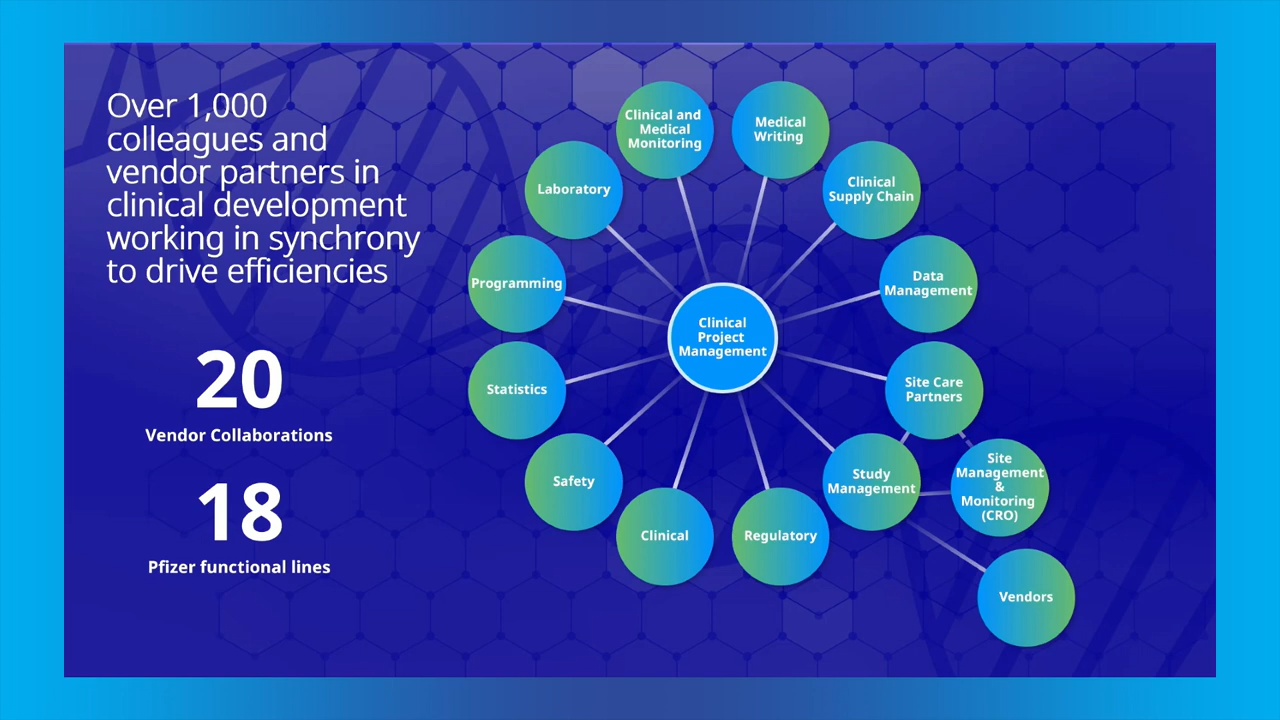 Over 1,000
colleagues and
vendor partners in
clinical development
working in synchrony
to drive efficiencies
20
Vendor Collaborations
18
Pfizer functional lines
Clinical and
Medical
Monitoring
Medical
Writing
Laboratory
Clinical
Supply Chain
Programming
Data
Management
Clinical
Project
Management
Statistics
Site Care
Partners
Safety
Study
Management
Site
Management
&
Monitoring
(CRO)
Clinical
Regulatory
Vendors